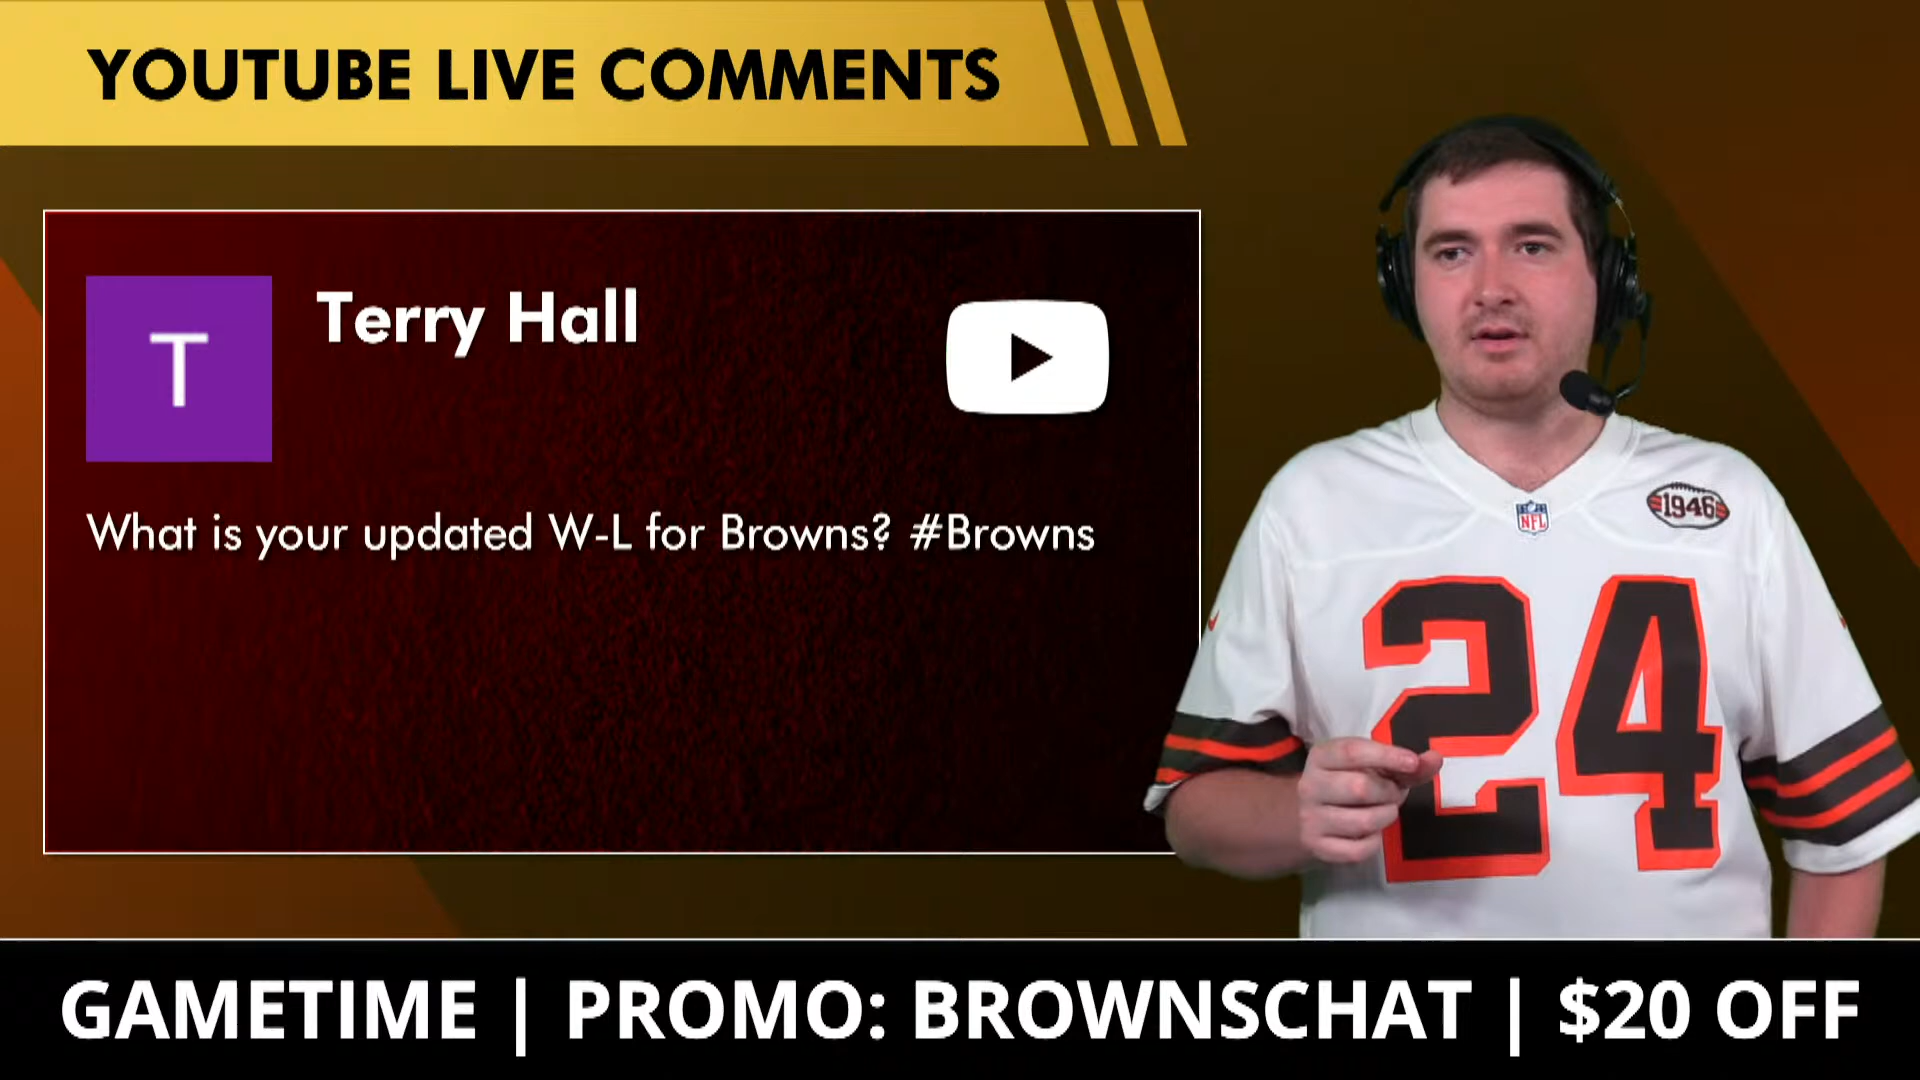 YOUTUBE LIVE COMMENTS
T
Terry Hall
What is your updated W-L for Browns? #Browns
NFL
1946
24
GAMETIME | PROMO: BROWNSCHAT | $20 OFF